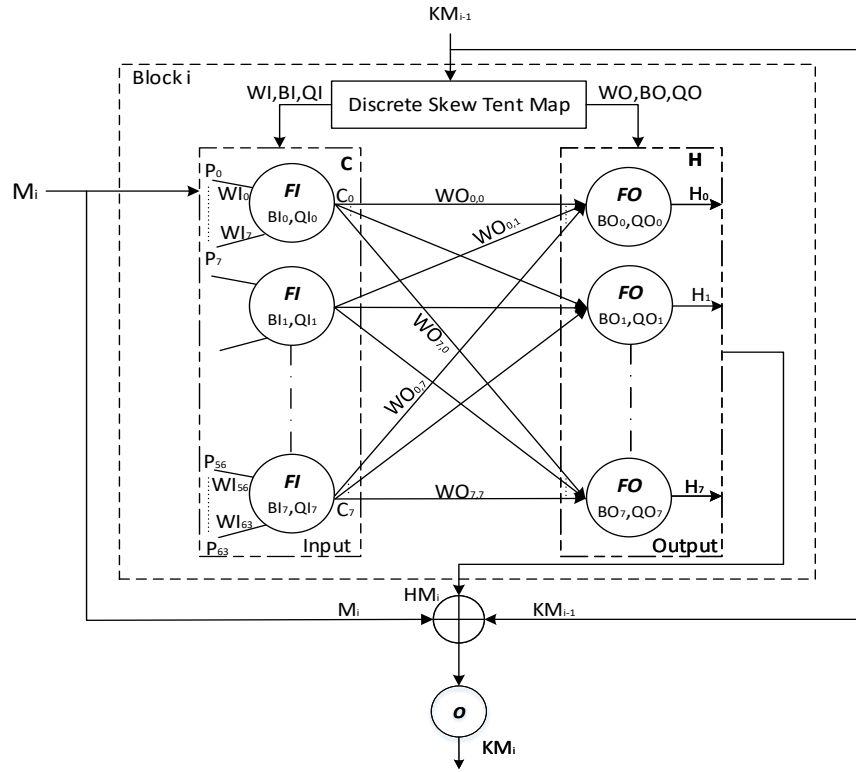 KMᵢ₋₁
Block i
WI,BI,QI
Discrete Skew Tent Map
WO,BO,QO
Mᵢ
C
P₀
WI₀
WI₇
P₇
FI
BI₀,QI₀
C₀
WO₀,₀
WO₀,₁
H
FO
BO₀,QO₀
H₀
FI
BI₁,QI₁
FO
BO₁,QO₁
H₁
WO₇,₀
WO₀,₇
P₅₆
WI₅₆
WI₆₃
P₆₃
FI
BI₇,QI₇
C₇
WO₇,₇
FO
BO₇,QO₇
H₇
Input
Output
HMᵢ
Mᵢ
KMᵢ₋₁
O
KMᵢ